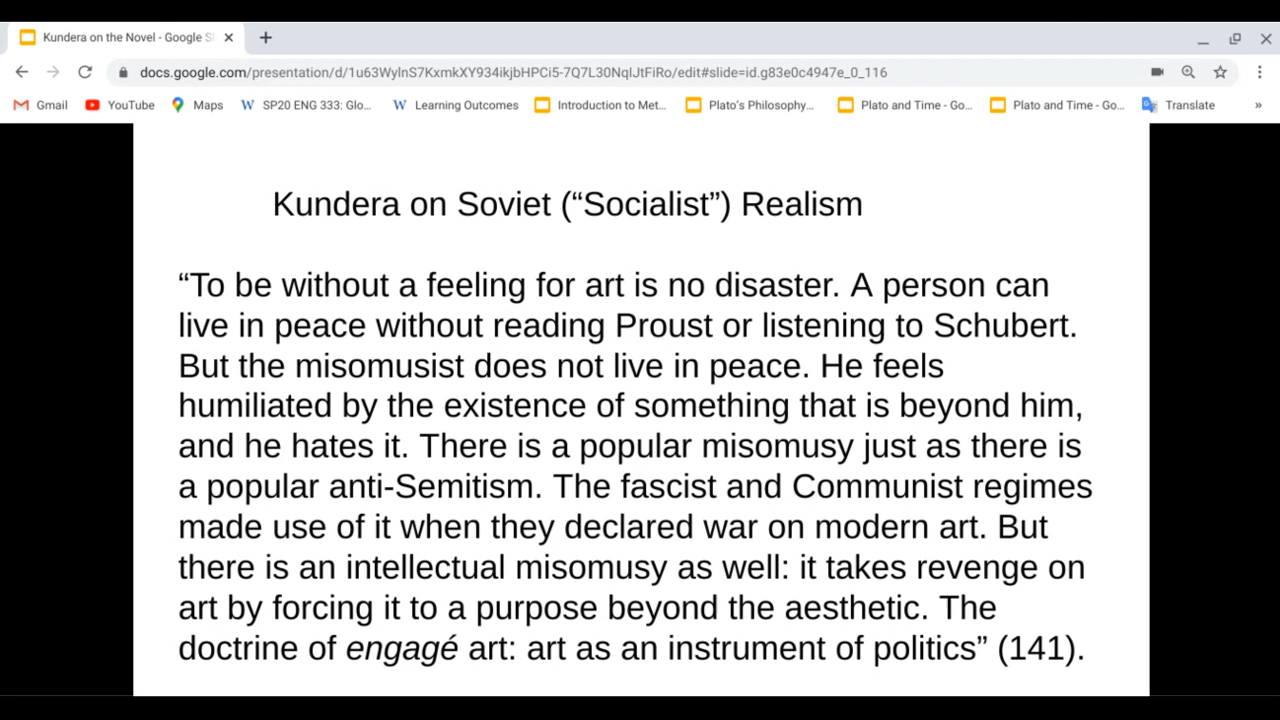 Kundera on the Novel - Google Sl
docs.google.com/presentation/d/1u63WylnS7KxmkXY934ikjbHPCi5-7Q7L30NqIJtFiRo/edit#slide=id.g83e0c4947e_0_116
Gmail YouTube Maps SP20 ENG 333: Glo... Learning Outcomes Introduction to Met... Plato's Philosophy... Plato and Time - Go... Plato and Time - Go... Translate »
Kundera on Soviet (“Socialist”) Realism
“To be without a feeling for art is no disaster. A person can
live in peace without reading Proust or listening to Schubert.
But the misomusist does not live in peace. He feels
humiliated by the existence of something that is beyond him,
and he hates it. There is a popular misomusy just as there is
a popular anti-Semitism. The fascist and Communist regimes
made use of it when they declared war on modern art. But
there is an intellectual misomusy as well: it takes revenge on
art by forcing it to a purpose beyond the aesthetic. The
doctrine of engagé art: art as an instrument of politics” (141).